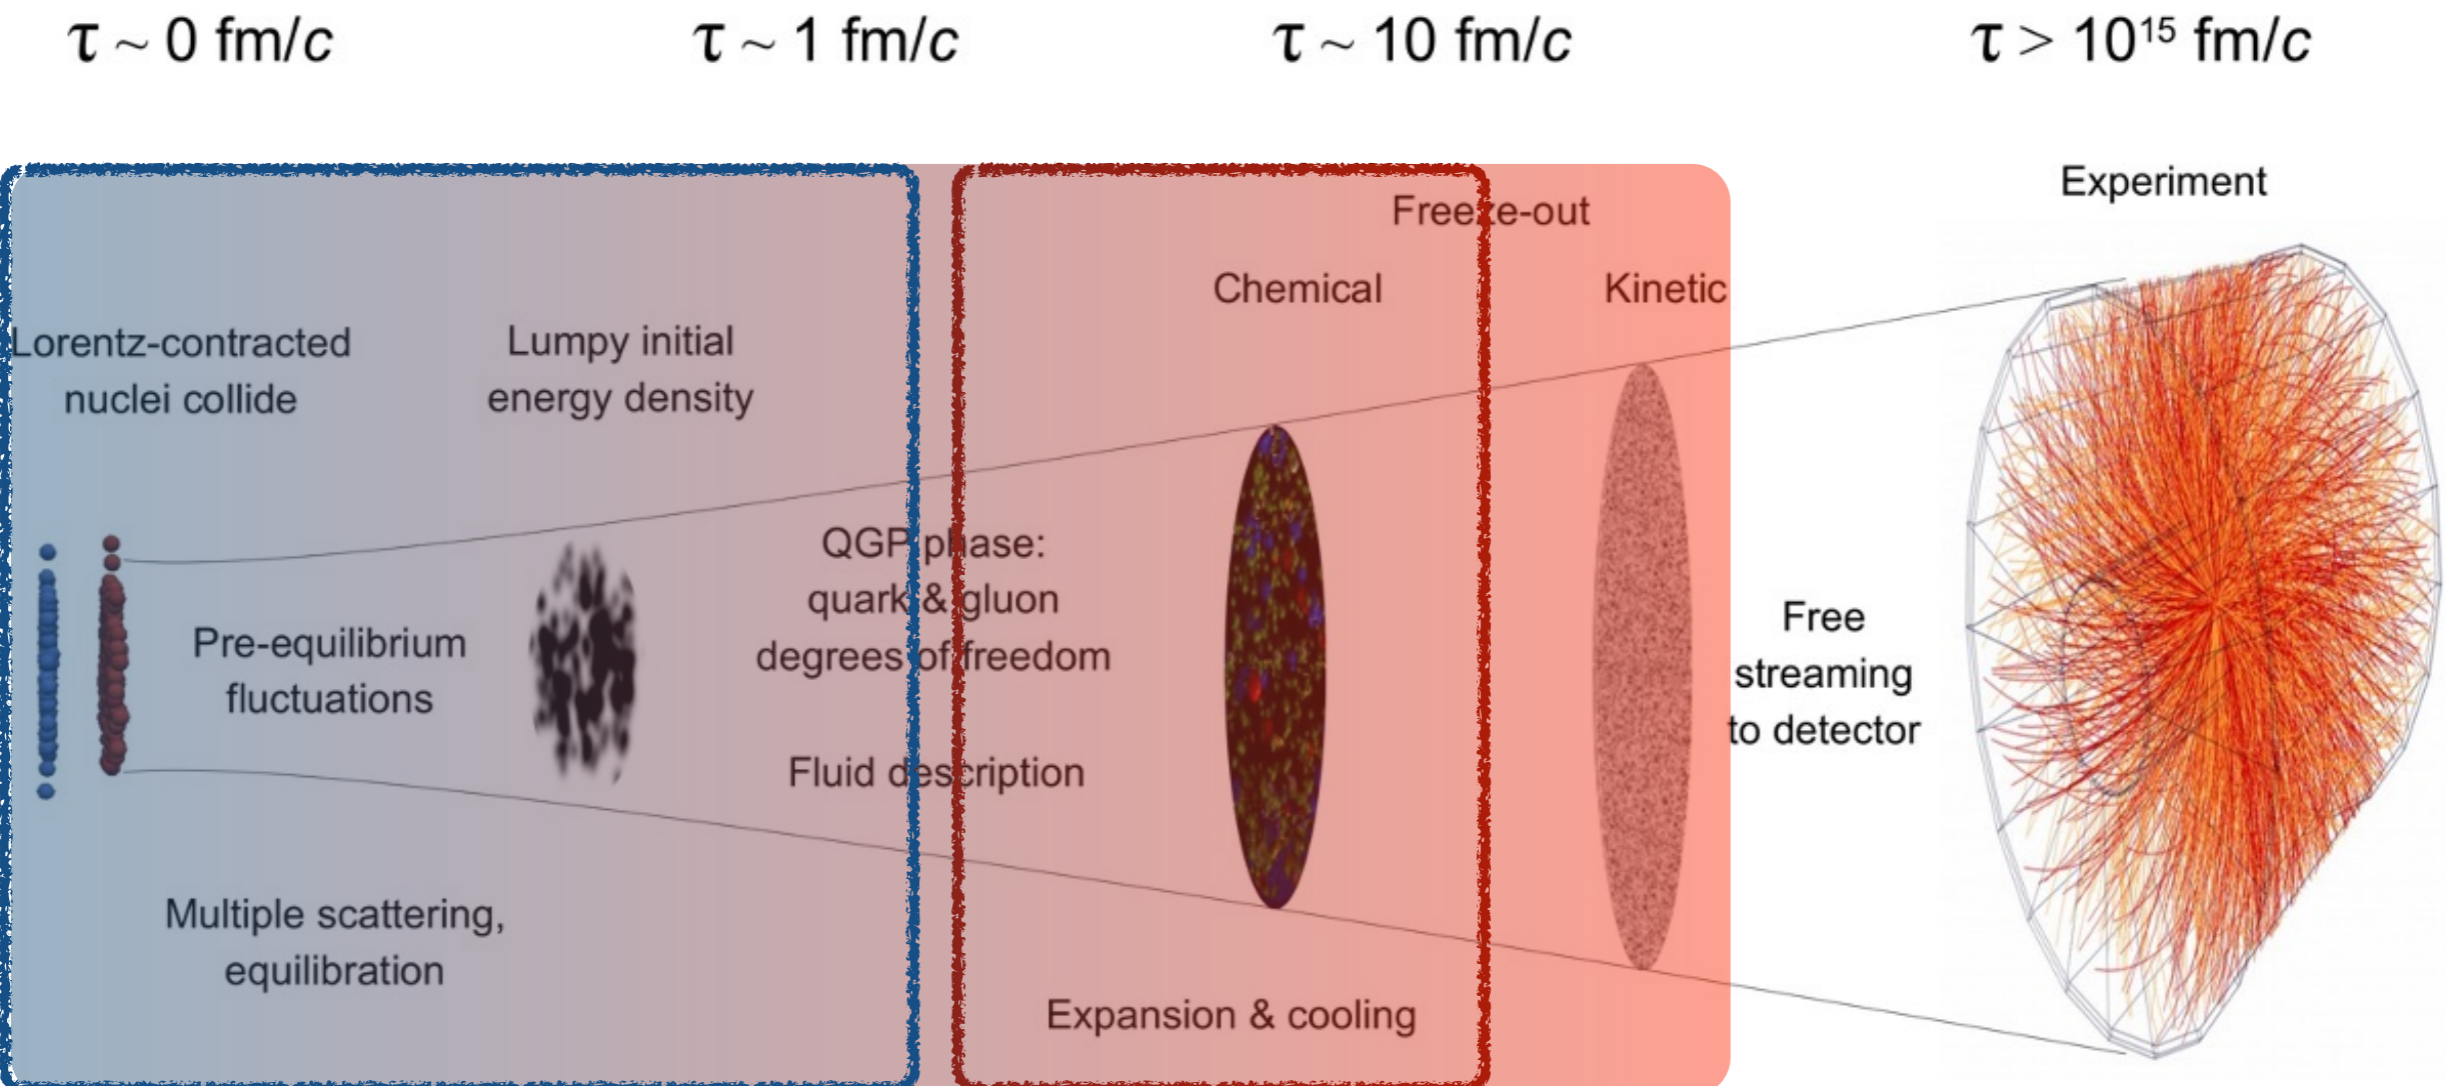 τ ~ 0 fm/c
τ ~ 1 fm/c
τ ~ 10 fm/c
τ > 10¹⁵ fm/c
Experiment
Freeze-out
Chemical
Kinetic
Lorentz-contracted
nuclei collide
Lumpy initial
energy density
QGP phase:
quark & gluon
degrees of freedom
Pre-equilibrium
fluctuations
Fluid description
Free
streaming
to detector
Multiple scattering,
equilibration
Expansion & cooling